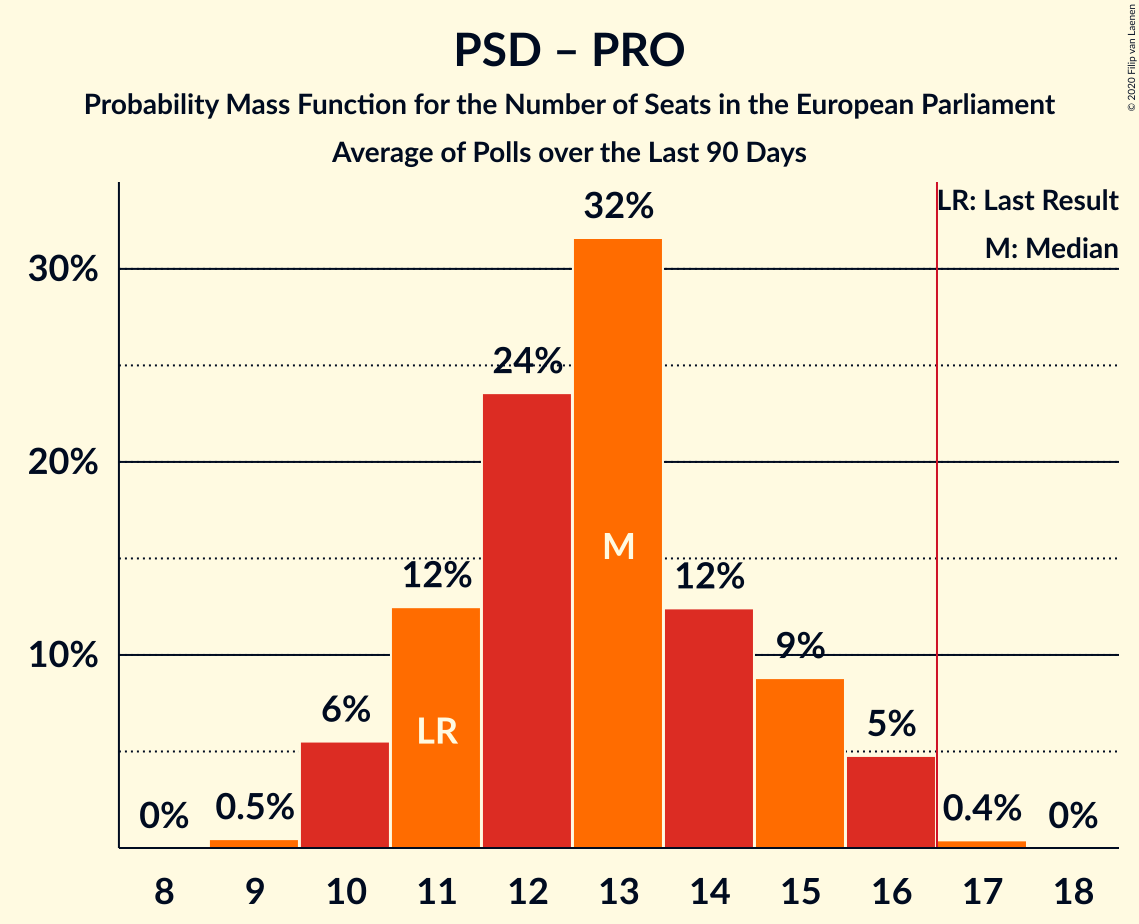 PSD – PRO
Probability Mass Function for the Number of Seats in the European Parliament
Average of Polls over the Last 90 Days
© 2020 Filip van Laenen
LR: Last Result
M: Median
30%
20%
10%
0%
0.5%
6%
12%
24%
32%
12%
9%
5%
0.4%
0%
LR
M
8 9 10 11 12 13 14 15 16 17 18